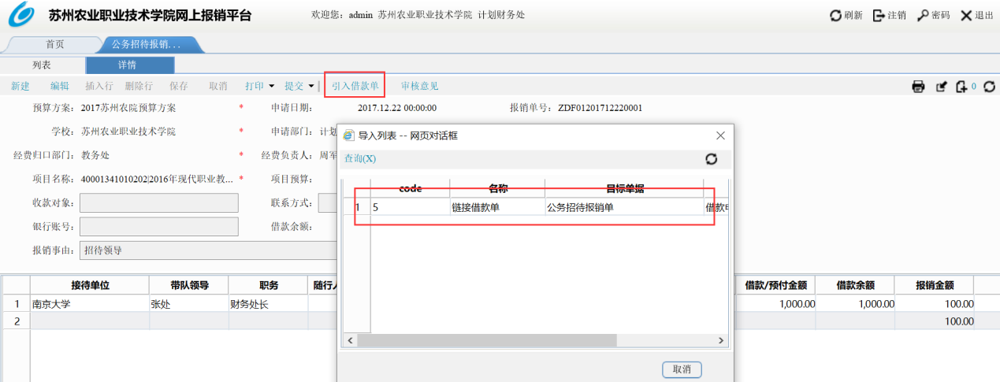 苏州农业职业技术学院网上报销平台 欢迎您：admin 苏州农业职业技术学院 计划财务处 刷新 注销 密码 退出
首页 公务招待报销...
列表 详情
新建 编辑 插入行 删除行 保存 取消 打印 提交 引入借款单 审核意见 0
预算方案： 2017苏州农院预算方案 * 申请日期： 2017.12.22 00:00:00 报销单号： ZDF01201712220001
学校： 苏州农业职业技术学院 * 申请部门： 计划
经费归口部门： 教务处 * 经费负责人： 周军
项目名称： 40001341010202|2016年现代职业教... * 项目预算：
收款对象： 联系方式：
银行账号： 借款余额：
报销事由： 招待领导
导入列表 -- 网页对话框
查询(X)
code 名称 目标单据
1 5 链接借款单 公务招待报销单 借款申
取消
接待单位 带队领导 职务 随行人 借款/预付金额 借款余额 报销金额
1 南京大学 张处 财务处长 1,000.00 1,000.00 100.00
2 100.00